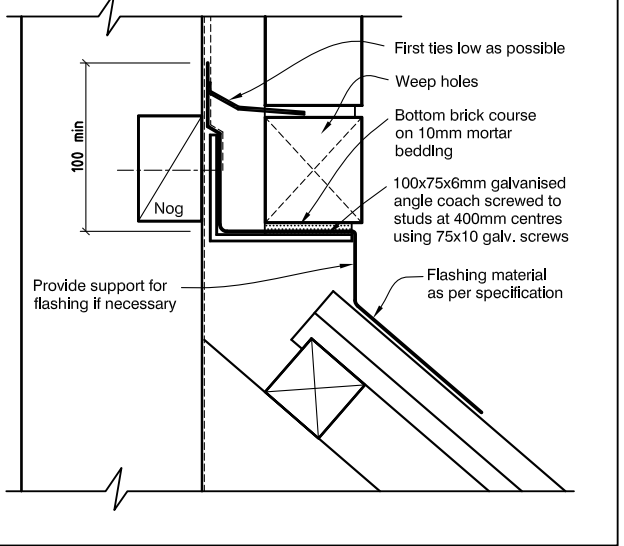 First ties low as possible
Weep holes
Bottom brick course
on 10mm mortar
bedding
100x75x6mm galvanised
angle coach screwed to
studs at 400mm centres
using 75x10 galv. screws
100 min
Nog
Provide support for
flashing if necessary
Flashing material
as per specification